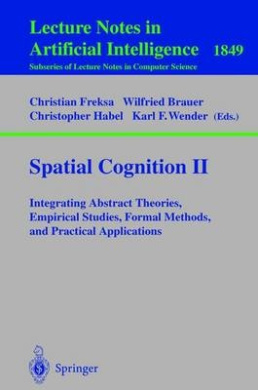 Lecture Notes in
Artificial Intelligence 1849
Subseries of Lecture Notes in Computer Science
Christian Freksa Wilfried Brauer
Christopher Habel Karl F. Wender (Eds.)
Spatial Cognition II
Integrating Abstract Theories,
Empirical Studies, Formal Methods,
and Practical Applications
Springer